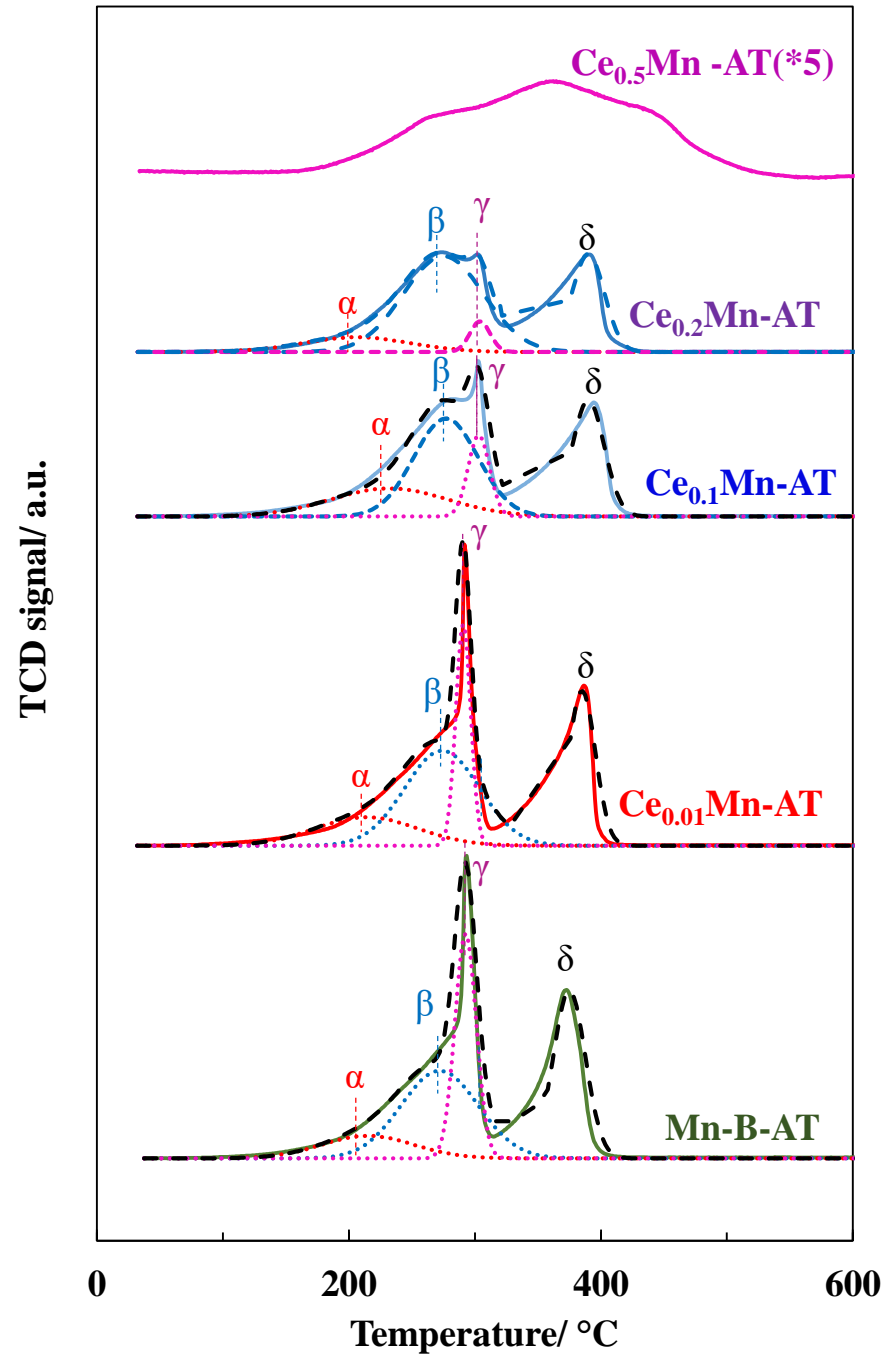 Ce0.5Mn -AT(*5)
γ
β
δ
α
Ce0.2Mn-AT
β
γ
δ
α
Ce0.1Mn-AT
γ
δ
β
α
Ce0.01Mn-AT
γ
δ
β
α
Mn-B-AT
TCD signal/ a.u.
0 200 400 600
Temperature/ °C